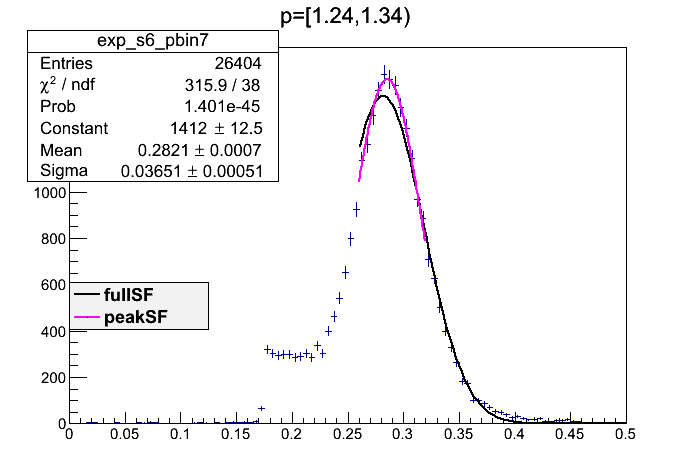 p=[1.24,1.34)
exp_s6_pbin7
Entries 26404
χ² / ndf 315.9 / 38
Prob 1.401e-45
Constant 1412 ± 12.5
Mean 0.2821 ± 0.0007
Sigma 0.03651 ± 0.00051
1000
800
600
fullSF
peakSF
400
200
0
0 0.05 0.1 0.15 0.2 0.25 0.3 0.35 0.4 0.45 0.5